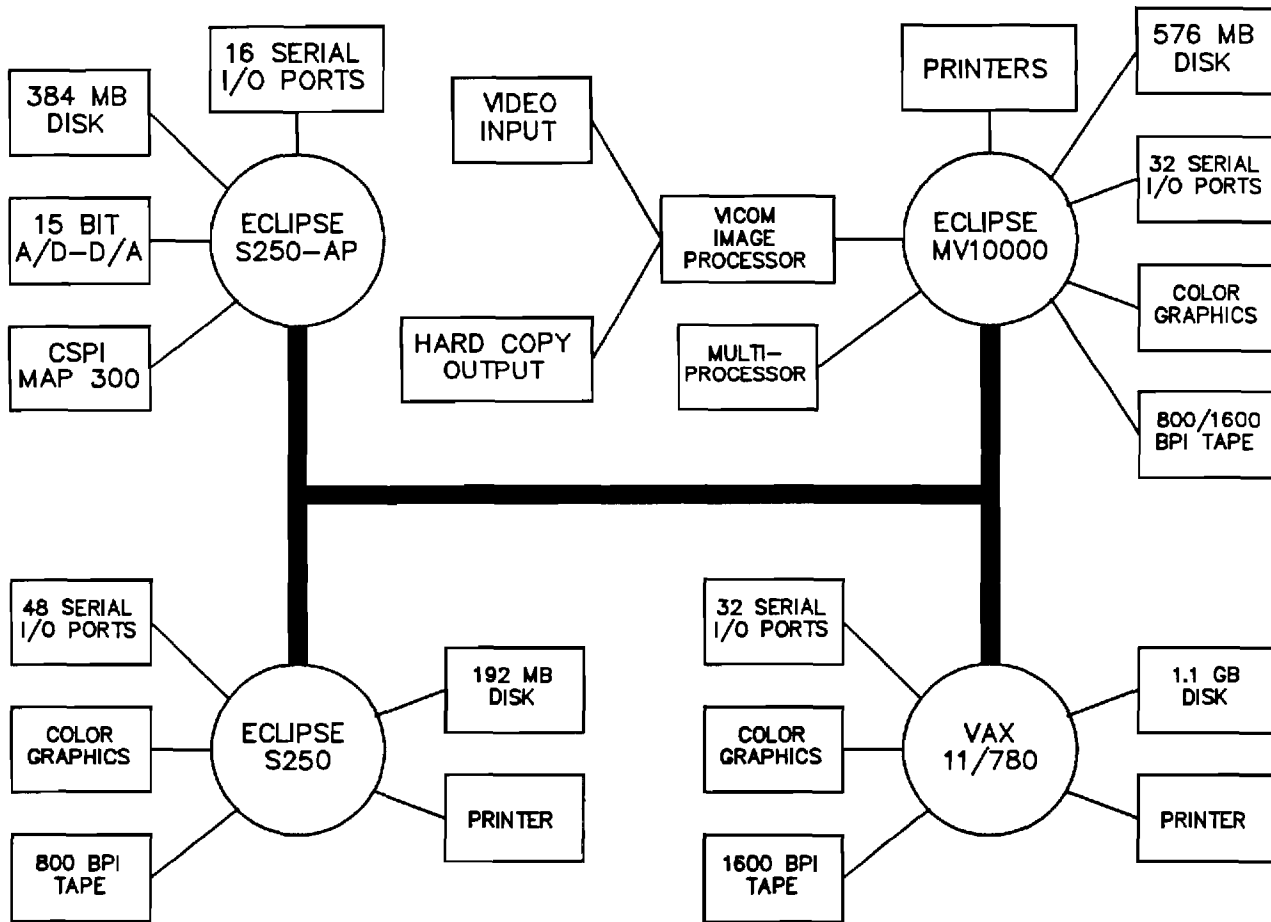 16 SERIAL
I/O PORTS
384 MB
DISK
15 BIT
A/D-D/A
CSPI
MAP 300
ECLIPSE
S250-AP
VIDEO
INPUT
HARD COPY
OUTPUT
VICOM
IMAGE
PROCESSOR
MULTI-
PROCESSOR
PRINTERS
ECLIPSE
MV10000
576 MB
DISK
32 SERIAL
I/O PORTS
COLOR
GRAPHICS
800/1600
BPI TAPE
48 SERIAL
I/O PORTS
COLOR
GRAPHICS
800 BPI
TAPE
ECLIPSE
S250
192 MB
DISK
PRINTER
32 SERIAL
I/O PORTS
COLOR
GRAPHICS
1600 BPI
TAPE
VAX
11/780
1.1 GB
DISK
PRINTER